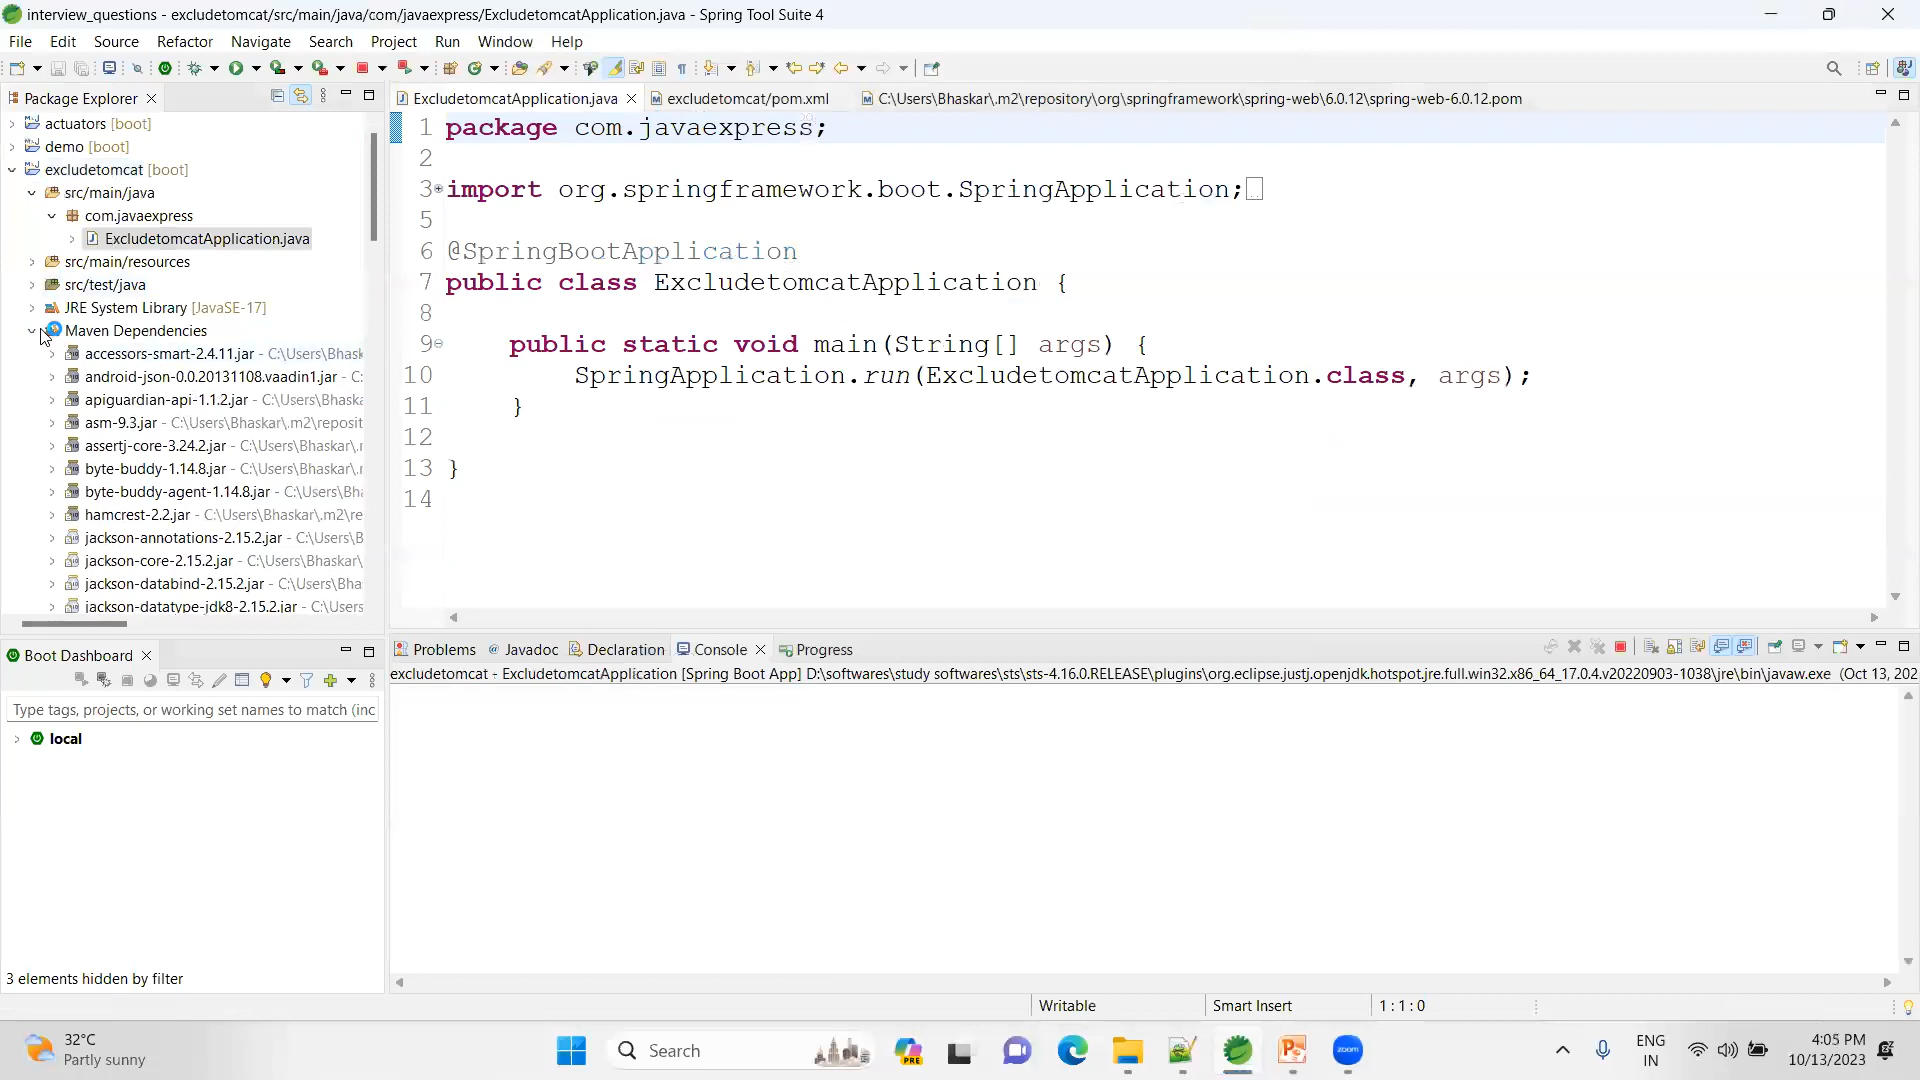 interview_questions - excludetomcat/src/main/java/com/javaexpress/ExcludetomcatApplication.java - Spring Tool Suite 4
File Edit Source Refactor Navigate Search Project Run Window Help
Package Explorer
ExcludetomcatApplication.java excludetomcat/pom.xml C:\Users\Bhaskar\.m2\repository\org\springframework\spring-web\6.0.12\spring-web-6.0.12.pom
actuators [boot]
demo [boot]
excludetomcat [boot]
src/main/java
com.javaexpress
ExcludetomcatApplication.java
src/main/resources
src/test/java
JRE System Library [JavaSE-17]
Maven Dependencies
accessors-smart-2.4.11.jar - C:\Users\Bhask
android-json-0.0.20131108.vaadin1.jar - C:
apiguardian-api-1.1.2.jar - C:\Users\Bhaska
asm-9.3.jar - C:\Users\Bhaskar\.m2\reposit
assertj-core-3.24.2.jar - C:\Users\Bhaskar\.r
byte-buddy-1.14.8.jar - C:\Users\Bhaskar\.r
byte-buddy-agent-1.14.8.jar - C:\Users\Bha
hamcrest-2.2.jar - C:\Users\Bhaskar\.m2\re
jackson-annotations-2.15.2.jar - C:\Users\B
jackson-core-2.15.2.jar - C:\Users\Bhaskar\
jackson-databind-2.15.2.jar - C:\Users\Bha
jackson-datatype-jdk8-2.15.2.jar - C:\Users
1 package com.javaexpress;
2
3 import org.springframework.boot.SpringApplication;
5
6 @SpringBootApplication
7 public class ExcludetomcatApplication {
8
9 public static void main(String[] args) {
10 SpringApplication.run(ExcludetomcatApplication.class, args);
11 }
12
13 }
14
Boot Dashboard
Type tags, projects, or working set names to match (inc
local
3 elements hidden by filter
Problems Javadoc Declaration Console Progress
excludetomcat - ExcludetomcatApplication [Spring Boot App] D:\softwares\study softwares\sts\sts-4.16.0.RELEASE\plugins\org.eclipse.justj.openjdk.hotspot.jre.full.win32.x86_64_17.0.4.v20220903-1038\jre\bin\javaw.exe (Oct 13, 202
Writable Smart Insert 1 : 1 : 0
32°C
Partly sunny
Search
PRE
zoom
ENG
IN
4:05 PM
10/13/2023